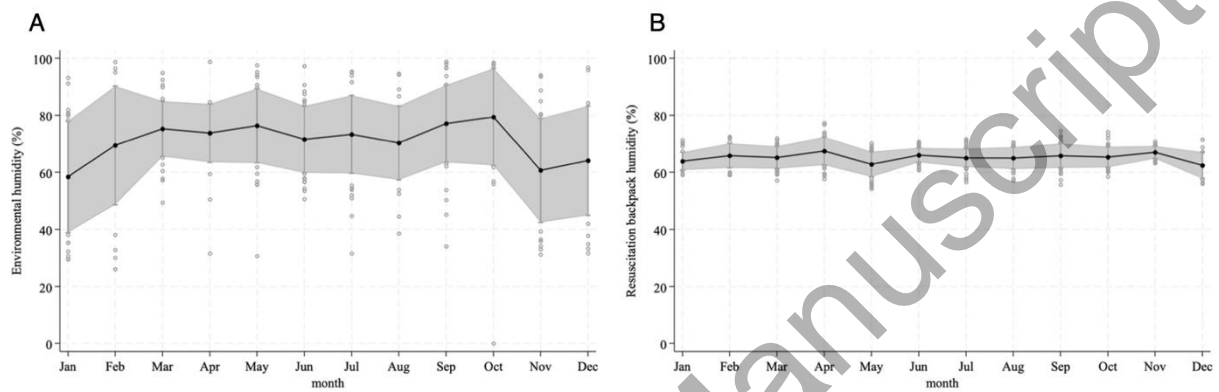 A
B
Environmental humidity (%)
100
80
60
40
20
0
Jan Feb Mar Apr May Jun Jul Aug Sep Oct Nov Dec
month
Resuscitation backpack humidity (%)
100
80
60
40
20
0
Jan Feb Mar Apr May Jun Jul Aug Sep Oct Nov Dec
month
anuscript